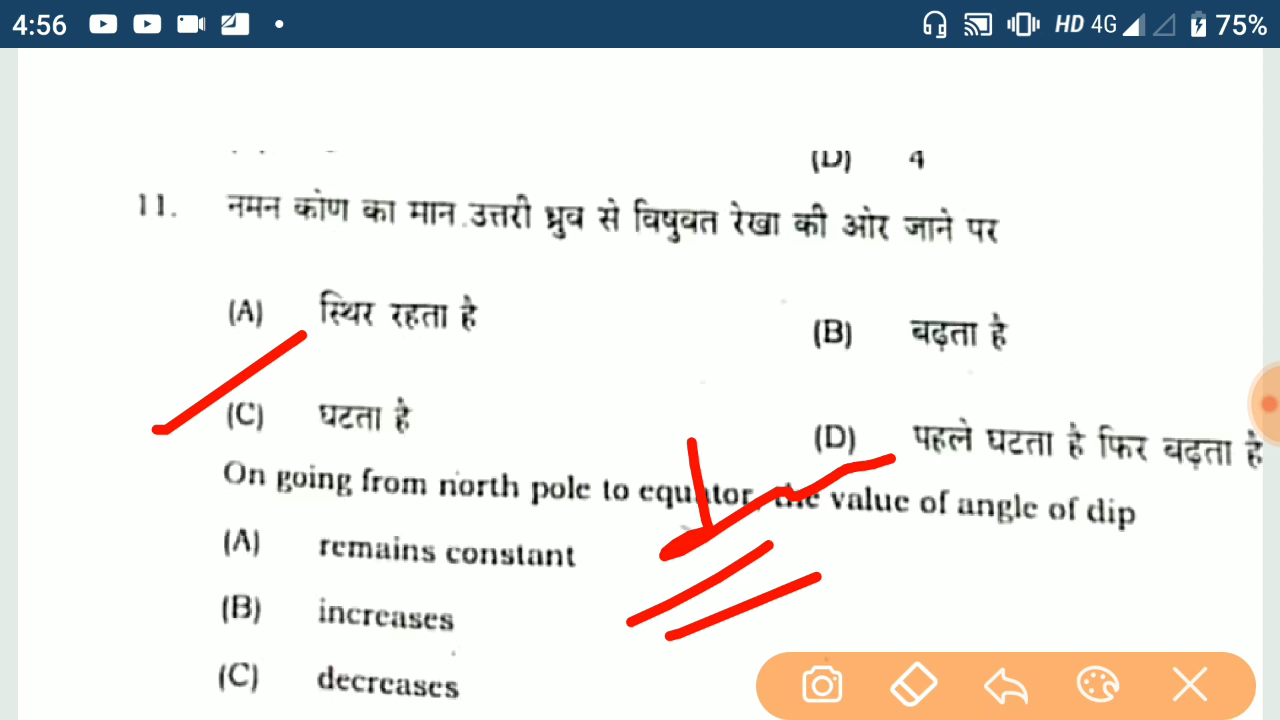 4:56 HD 4G 75%
(D) 4
11. नमन कोण का मान उत्तरी ध्रुव से विषुवत रेखा की ओर जाने पर
(A) स्थिर रहता है
(B) बढ़ता है
(C) घटता है
(D) पहले घटता है फिर बढ़ता है
On going from north pole to equator, the value of angle of dip
(A) remains constant
(B) increases
(C) decreases